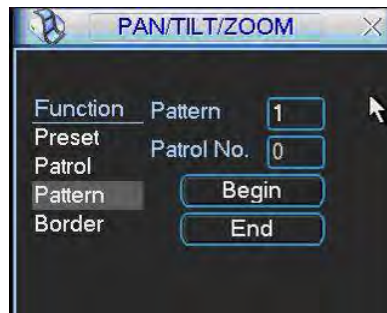 PAN/TILT/ZOOM
Function
Preset
Patrol
Pattern
Border
Pattern 1
Patrol No. 0
Begin
End